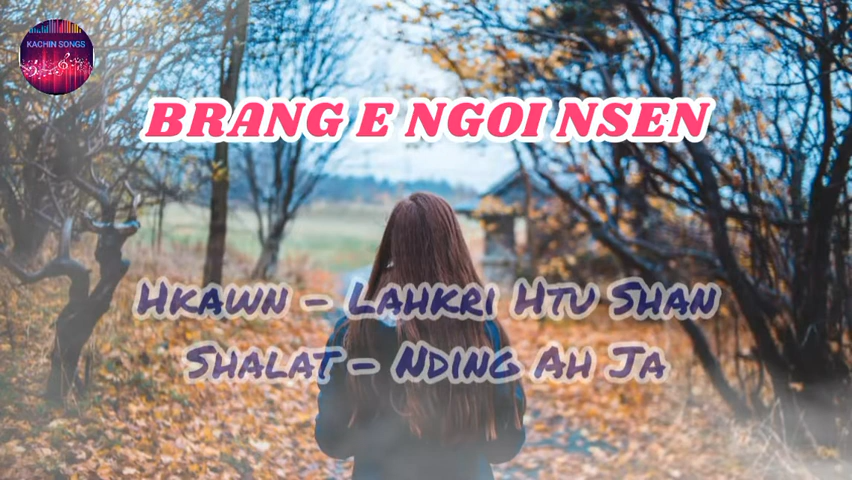 KACHIN SONGS
BRANG E NGOI NSEN
HKAWN - LAHKRI HTU SHAN
SHALAT - NDING AH JA